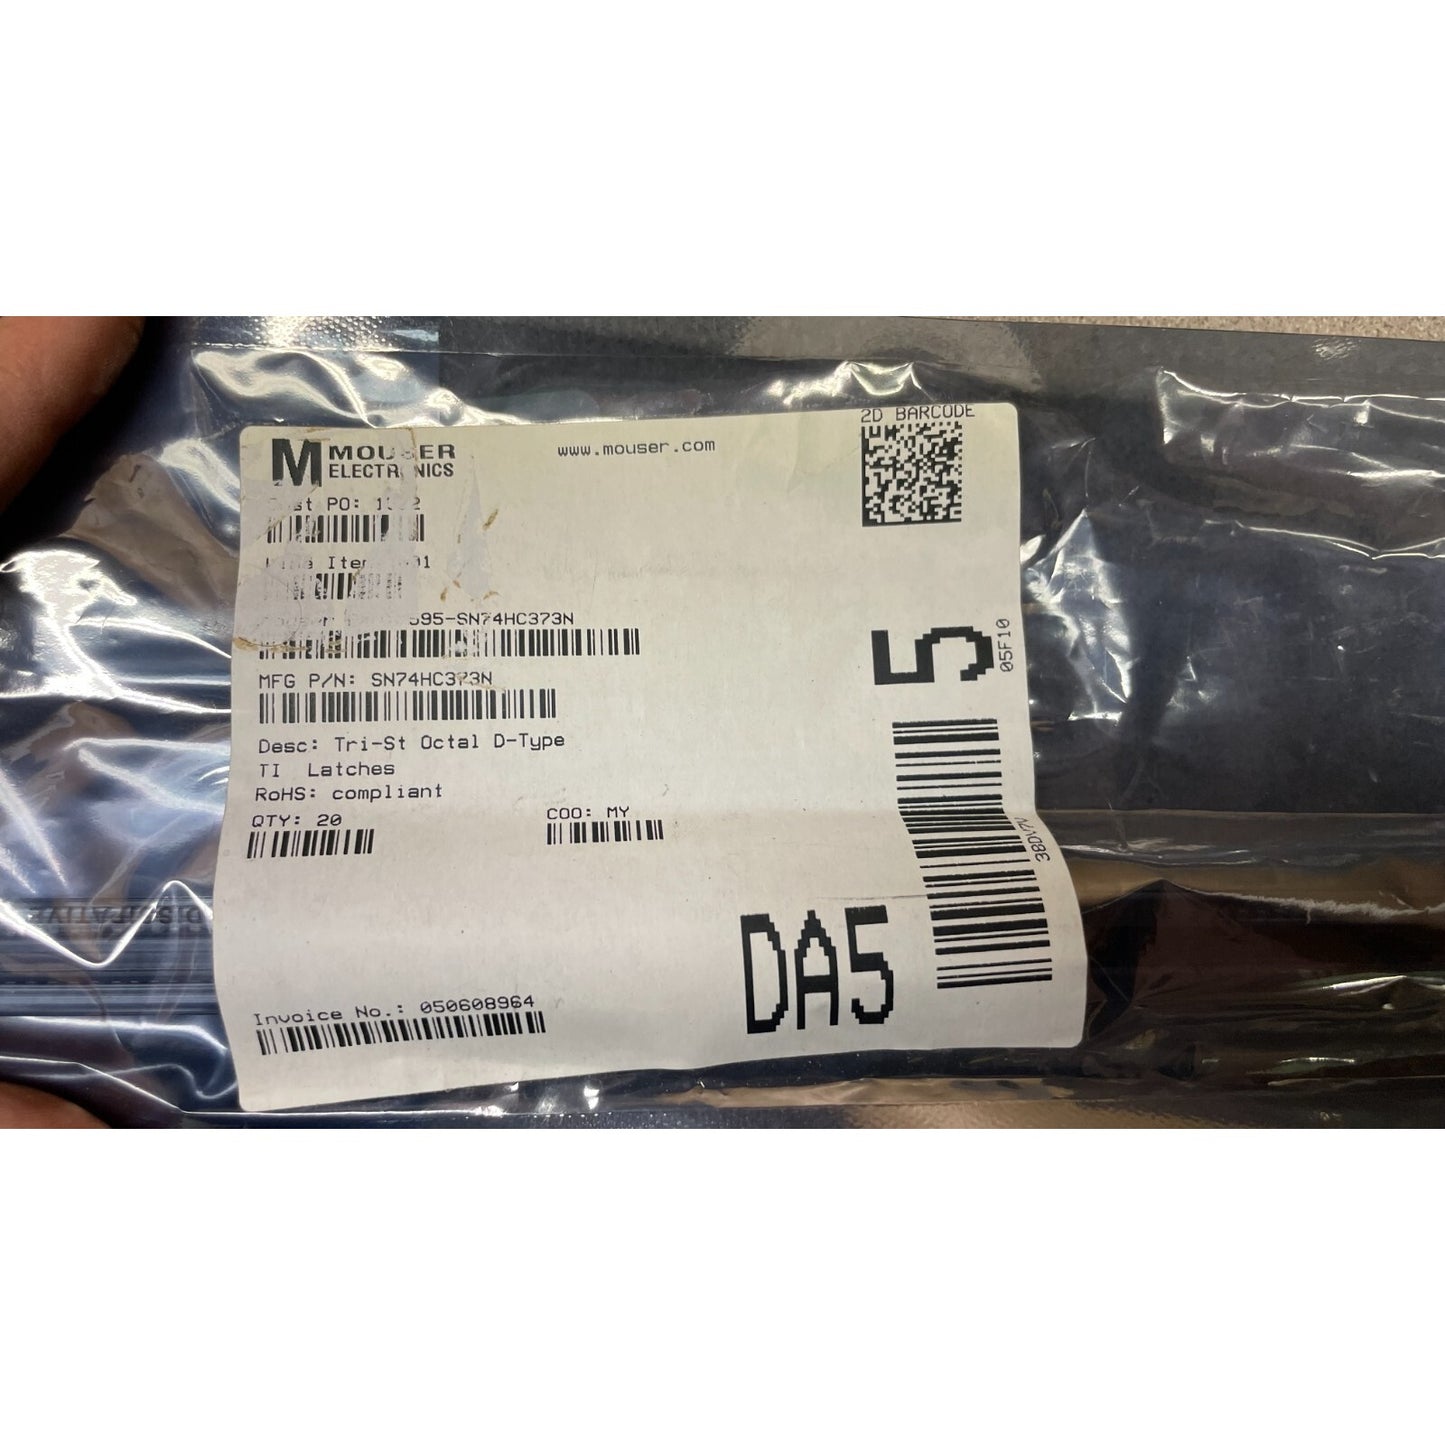 MOUSER
ELECTRONICS
www.mouser.com
2D BARCODE
PO:
MFG P/N: SN74HC373N
595-SN74HC373N
Desc: Tri-St Octal D-Type
TI Latches
RoHS: compliant
QTY: 20
COO: MY
Invoice No.: 050608964
5
05F10
DA5